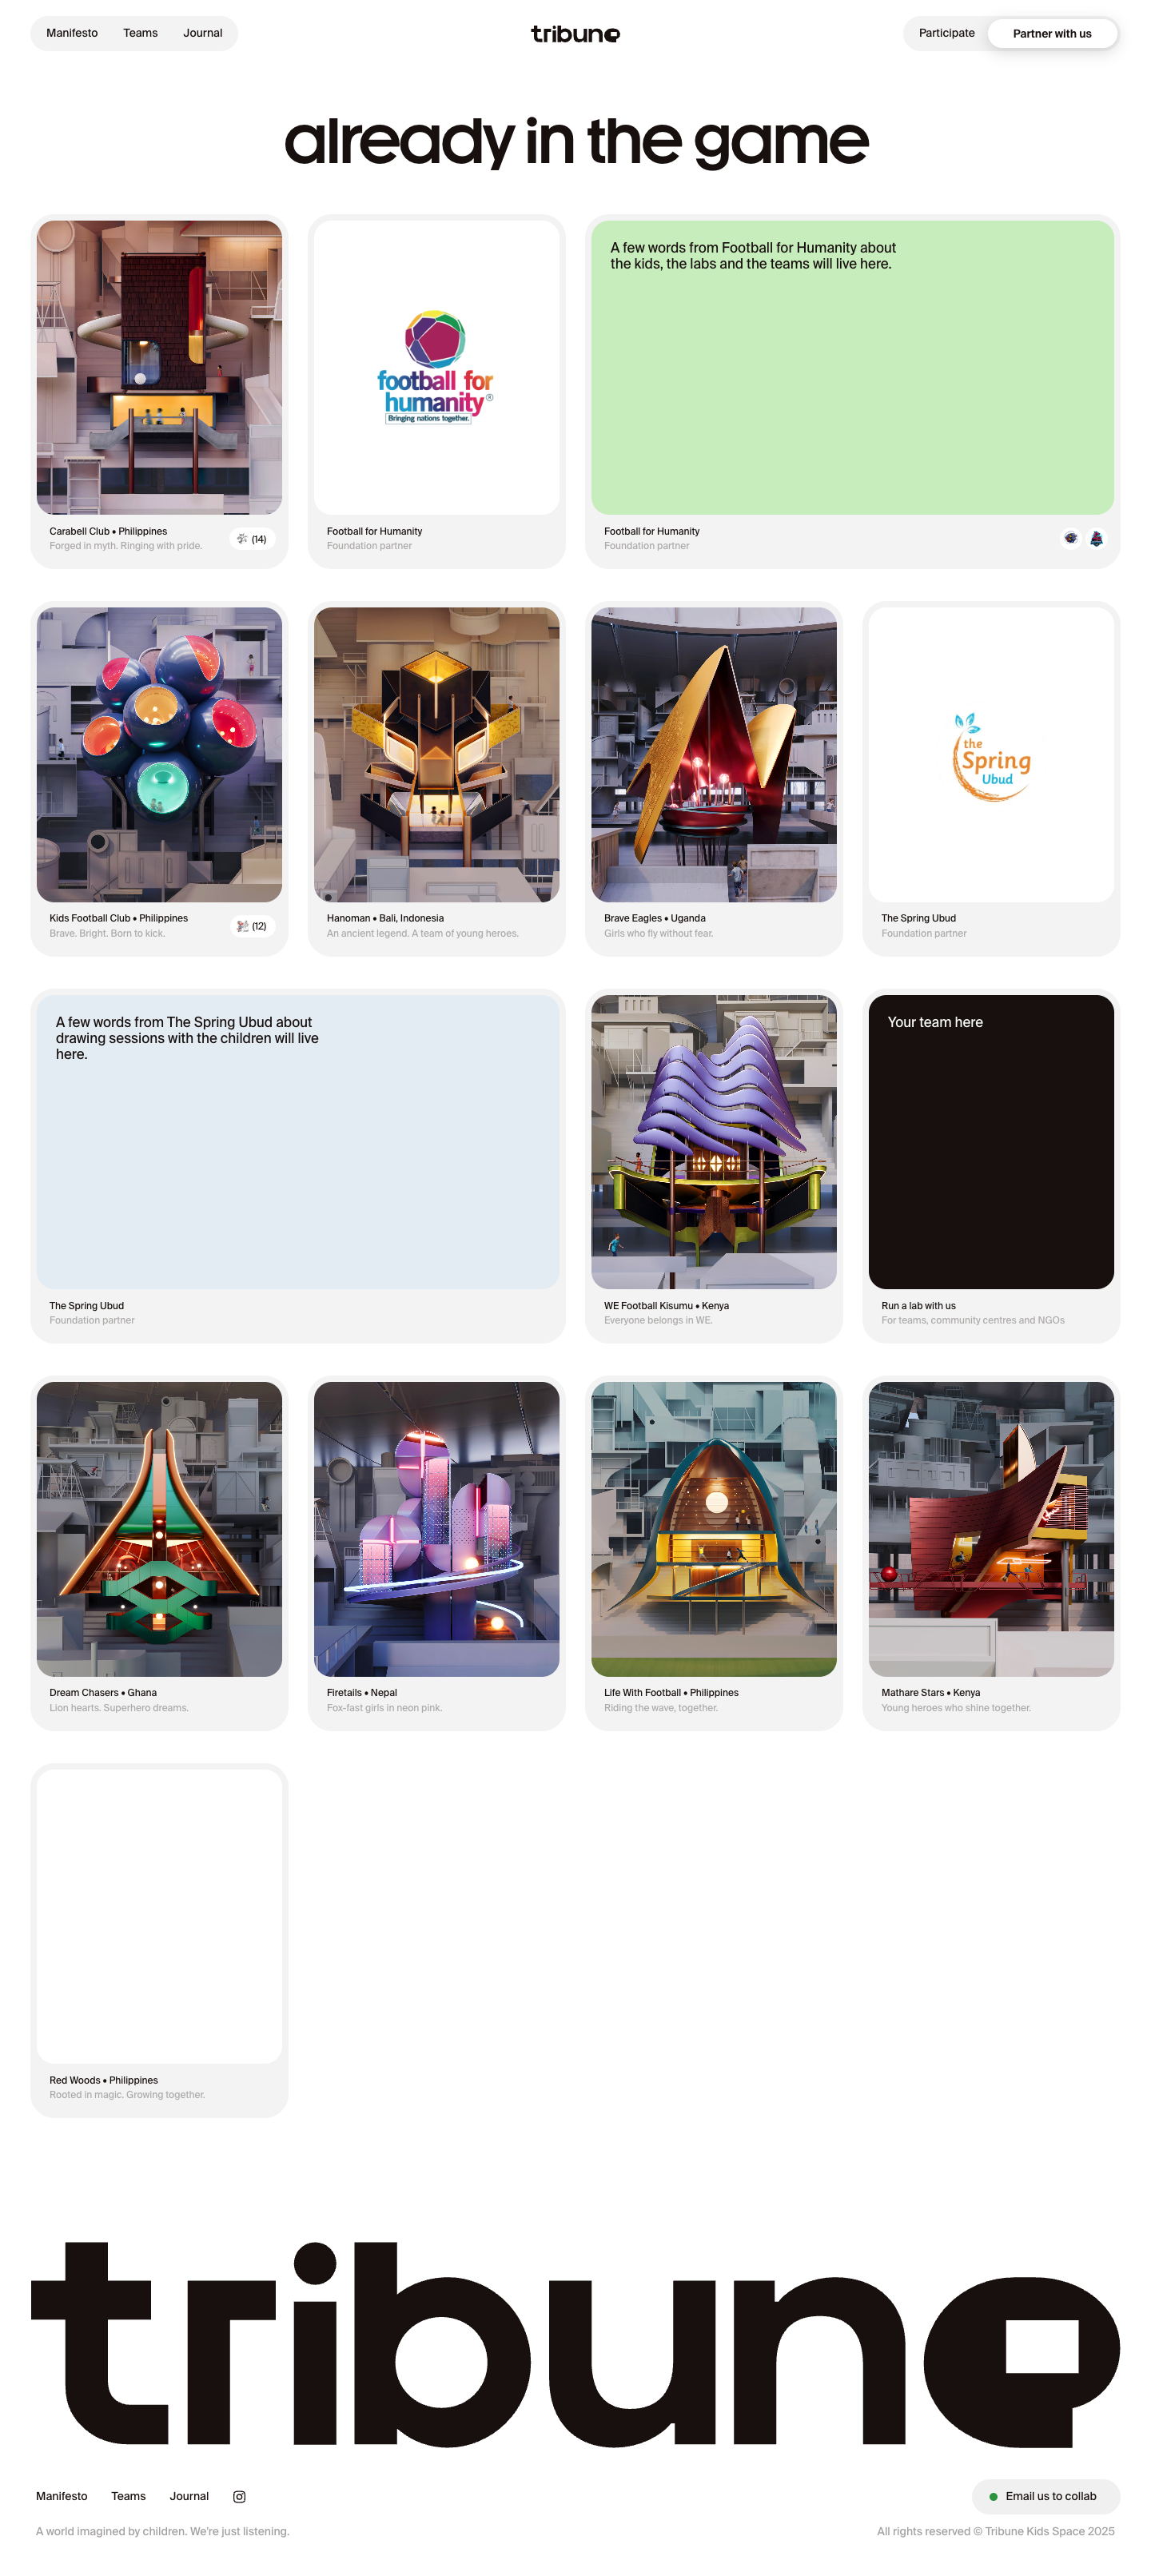 Manifesto Teams Journal
tribune
Participate Partner with us
already in the game
football for
humanity®
Bringing nations together.
A few words from Football for Humanity about
the kids, the labs and the teams will live here.
Carabell Club • Philippines
Forged in myth. Ringing with pride.
(14)
Football for Humanity
Foundation partner
Football for Humanity
Foundation partner
the
Spring
Ubud
Kids Football Club • Philippines
Brave. Bright. Born to kick.
(12)
Hanoman • Bali, Indonesia
An ancient legend. A team of young heroes.
Brave Eagles • Uganda
Girls who fly without fear.
The Spring Ubud
Foundation partner
A few words from The Spring Ubud about
drawing sessions with the children will live
here.
Your team here
The Spring Ubud
Foundation partner
WE Football Kisumu • Kenya
Everyone belongs in WE.
Run a lab with us
For teams, community centres and NGOs
Dream Chasers • Ghana
Lion hearts. Superhero dreams.
Firetails • Nepal
Fox-fast girls in neon pink.
Life With Football • Philippines
Riding the wave, together.
Mathare Stars • Kenya
Young heroes who shine together.
Red Woods • Philippines
Rooted in magic. Growing together.
tribune
Manifesto Teams Journal
Email us to collab
A world imagined by children. We're just listening.
All rights reserved © Tribune Kids Space 2025